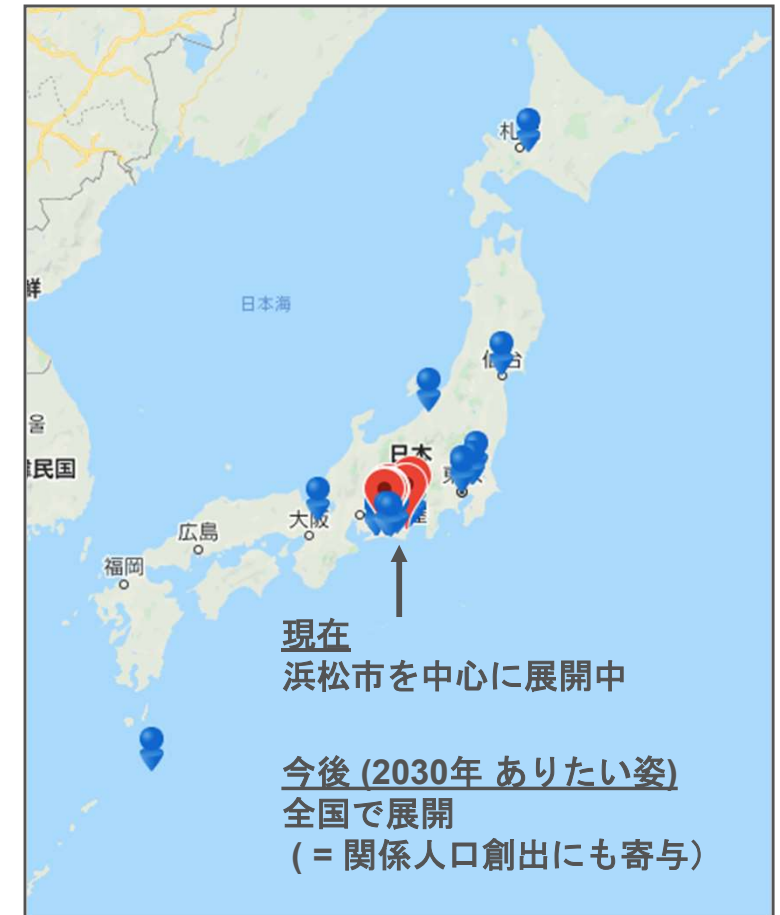 札
日本海
鮮
仙台
울
日本
民国
東
大阪
広島
福岡
現在
浜松市を中心に展開中
今後 (2030年 ありたい姿)
全国で展開
( = 関係人口創出にも寄与）